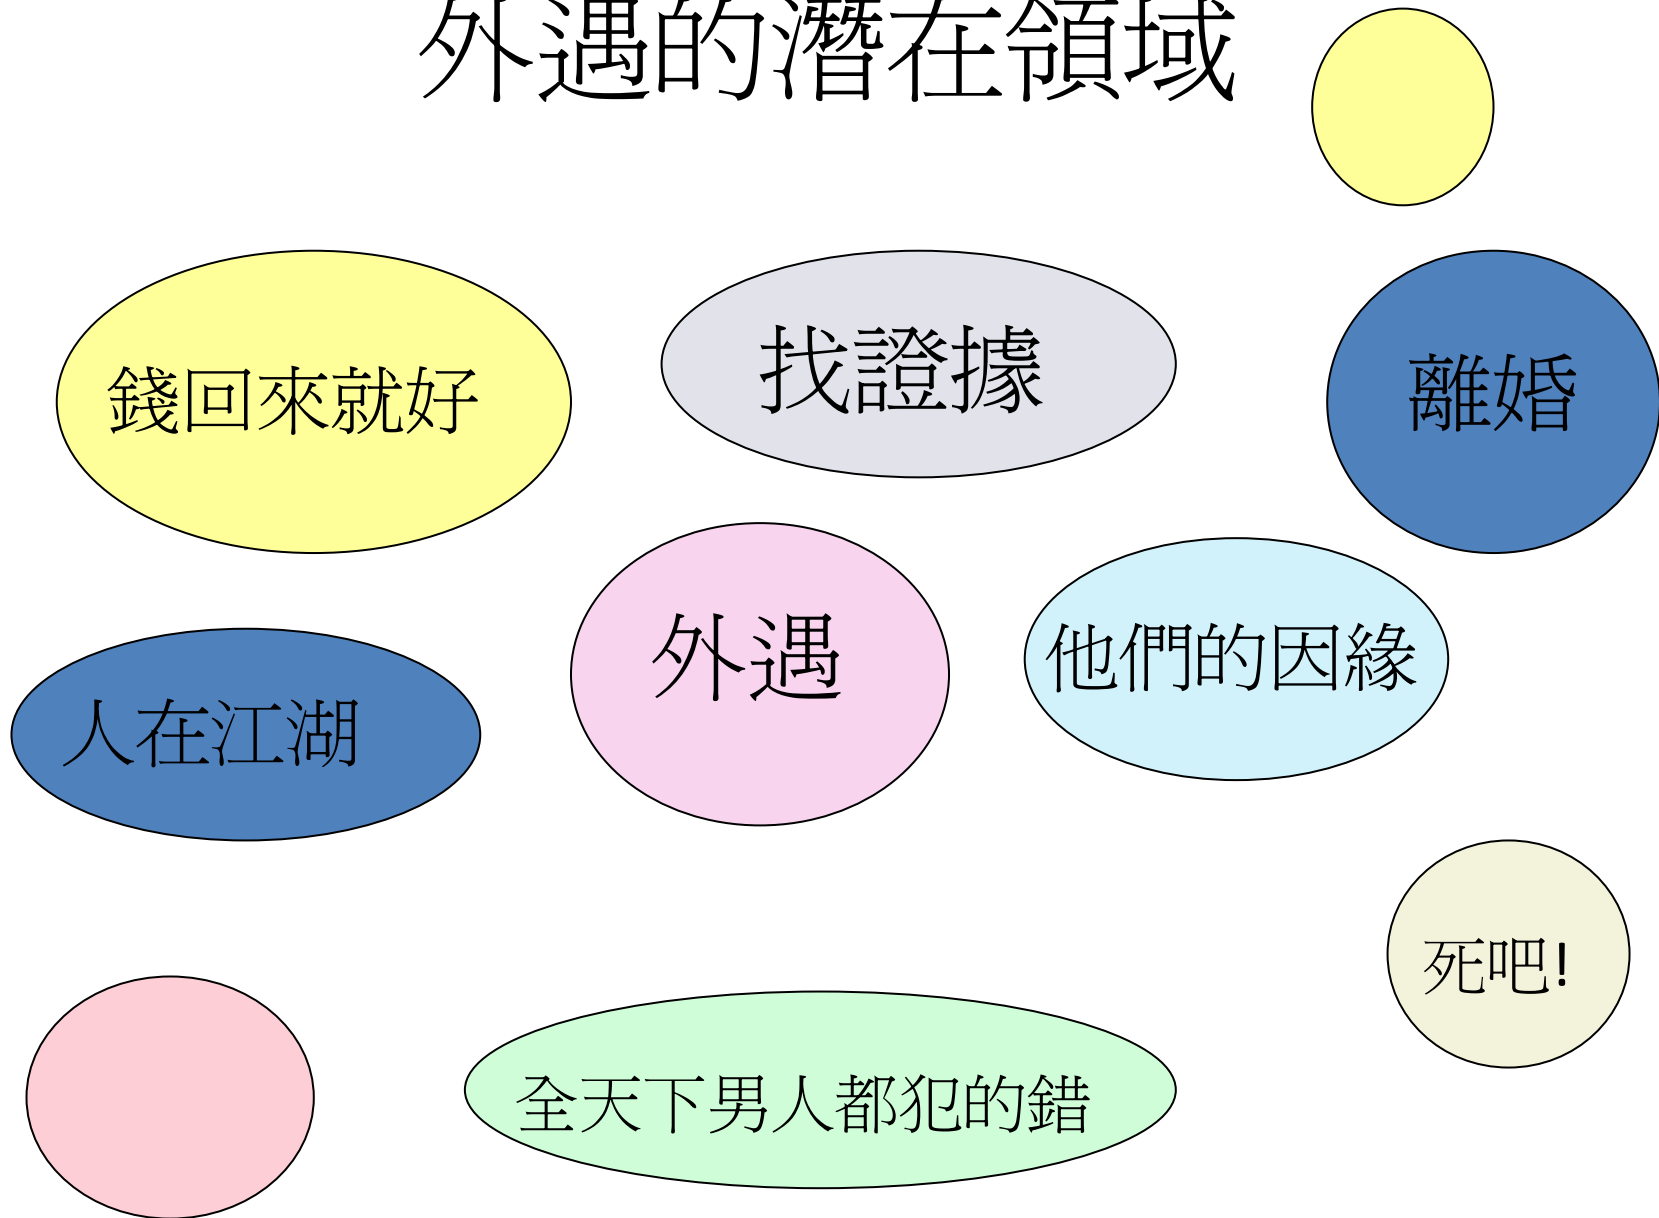 外遇的潛在領域
錢回來就好
找證據
離婚
外遇
他們的因緣
人在江湖
死吧!
全天下男人都犯的錯